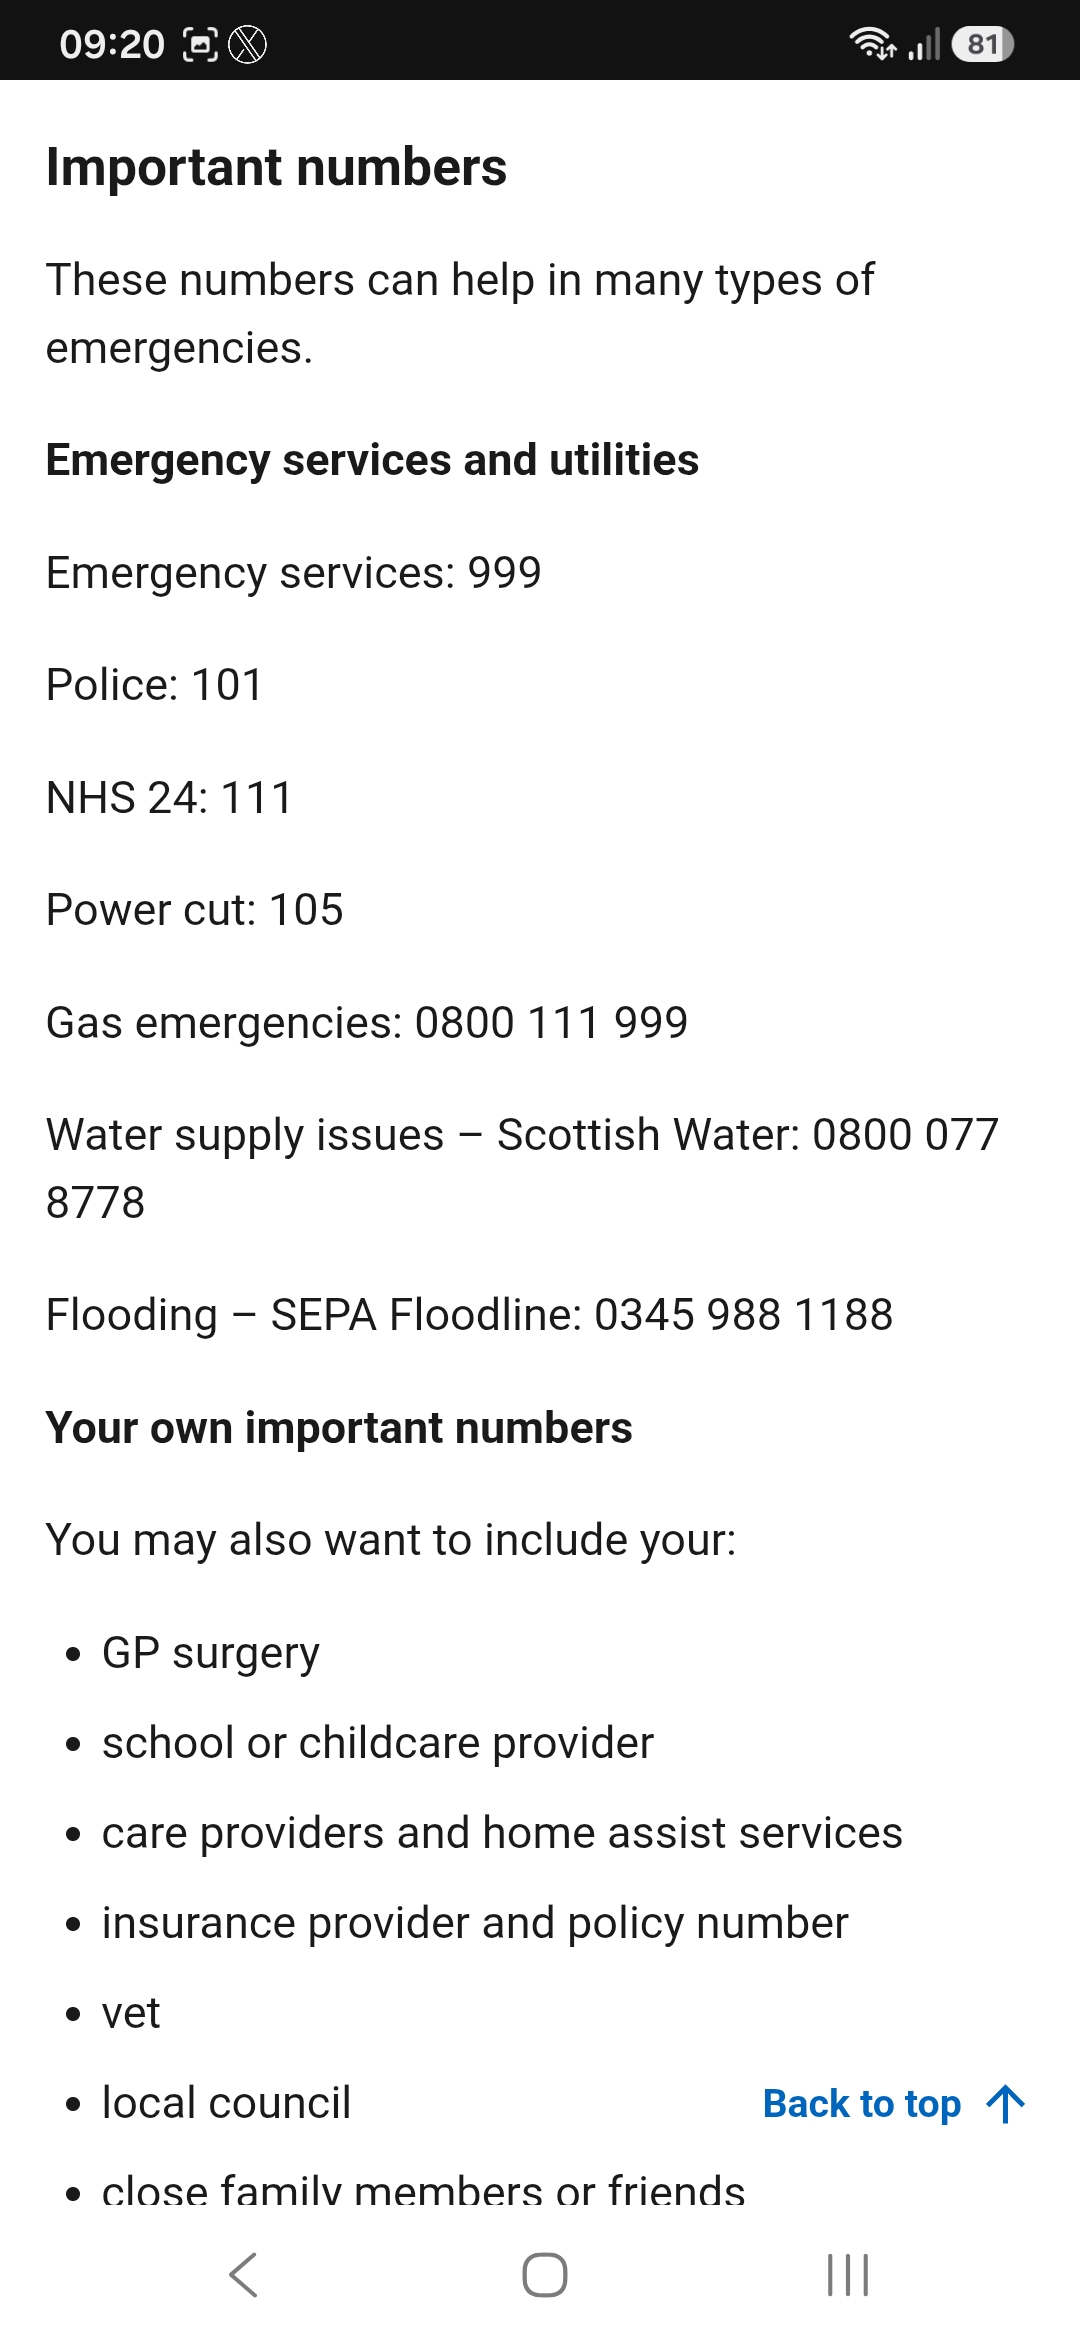 09:20
81
Important numbers
These numbers can help in many types of
emergencies.
Emergency services and utilities
Emergency services: 999
Police: 101
NHS 24: 111
Power cut: 105
Gas emergencies: 0800 111 999
Water supply issues – Scottish Water: 0800 077
8778
Flooding – SEPA Floodline: 0345 988 1188
Your own important numbers
You may also want to include your:
• GP surgery
• school or childcare provider
• care providers and home assist services
• insurance provider and policy number
• vet
• local council
Back to top ↑
• close family members or friends